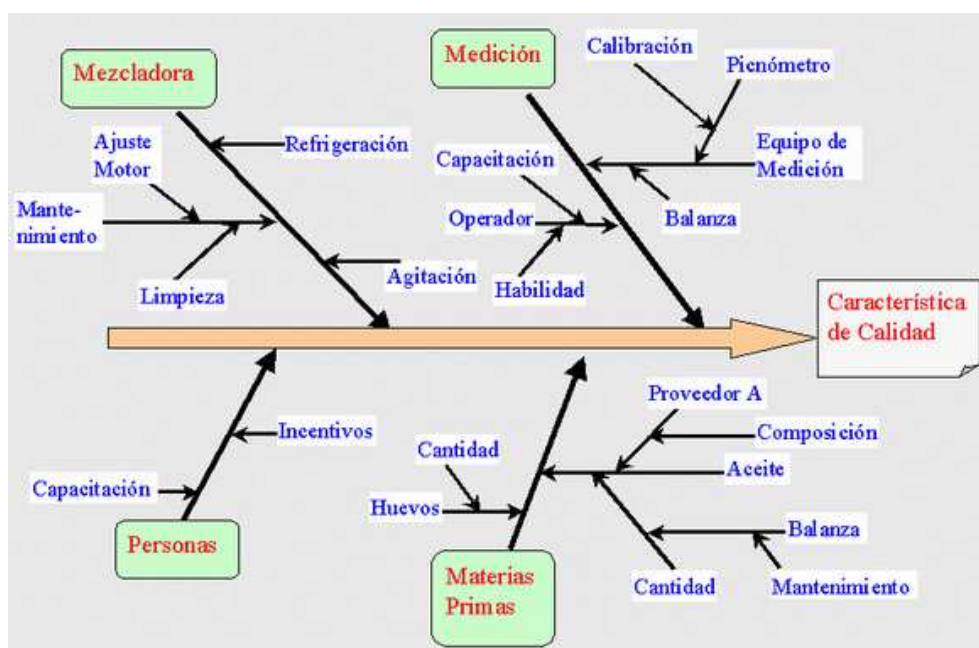 Mezcladora
Medición
Calibración
Picnómetro
Ajuste
Motor
Refrigeración
Capacitación
Equipo de
Medición
Mante-
nimiento
Operador
Balanza
Limpieza
Agitación
Habilidad
Característica
de Calidad
Proveedor A
Incentivos
Cantidad
Composición
Capacitación
Huevos
Aceite
Personas
Materias
Primas
Balanza
Cantidad
Mantenimiento